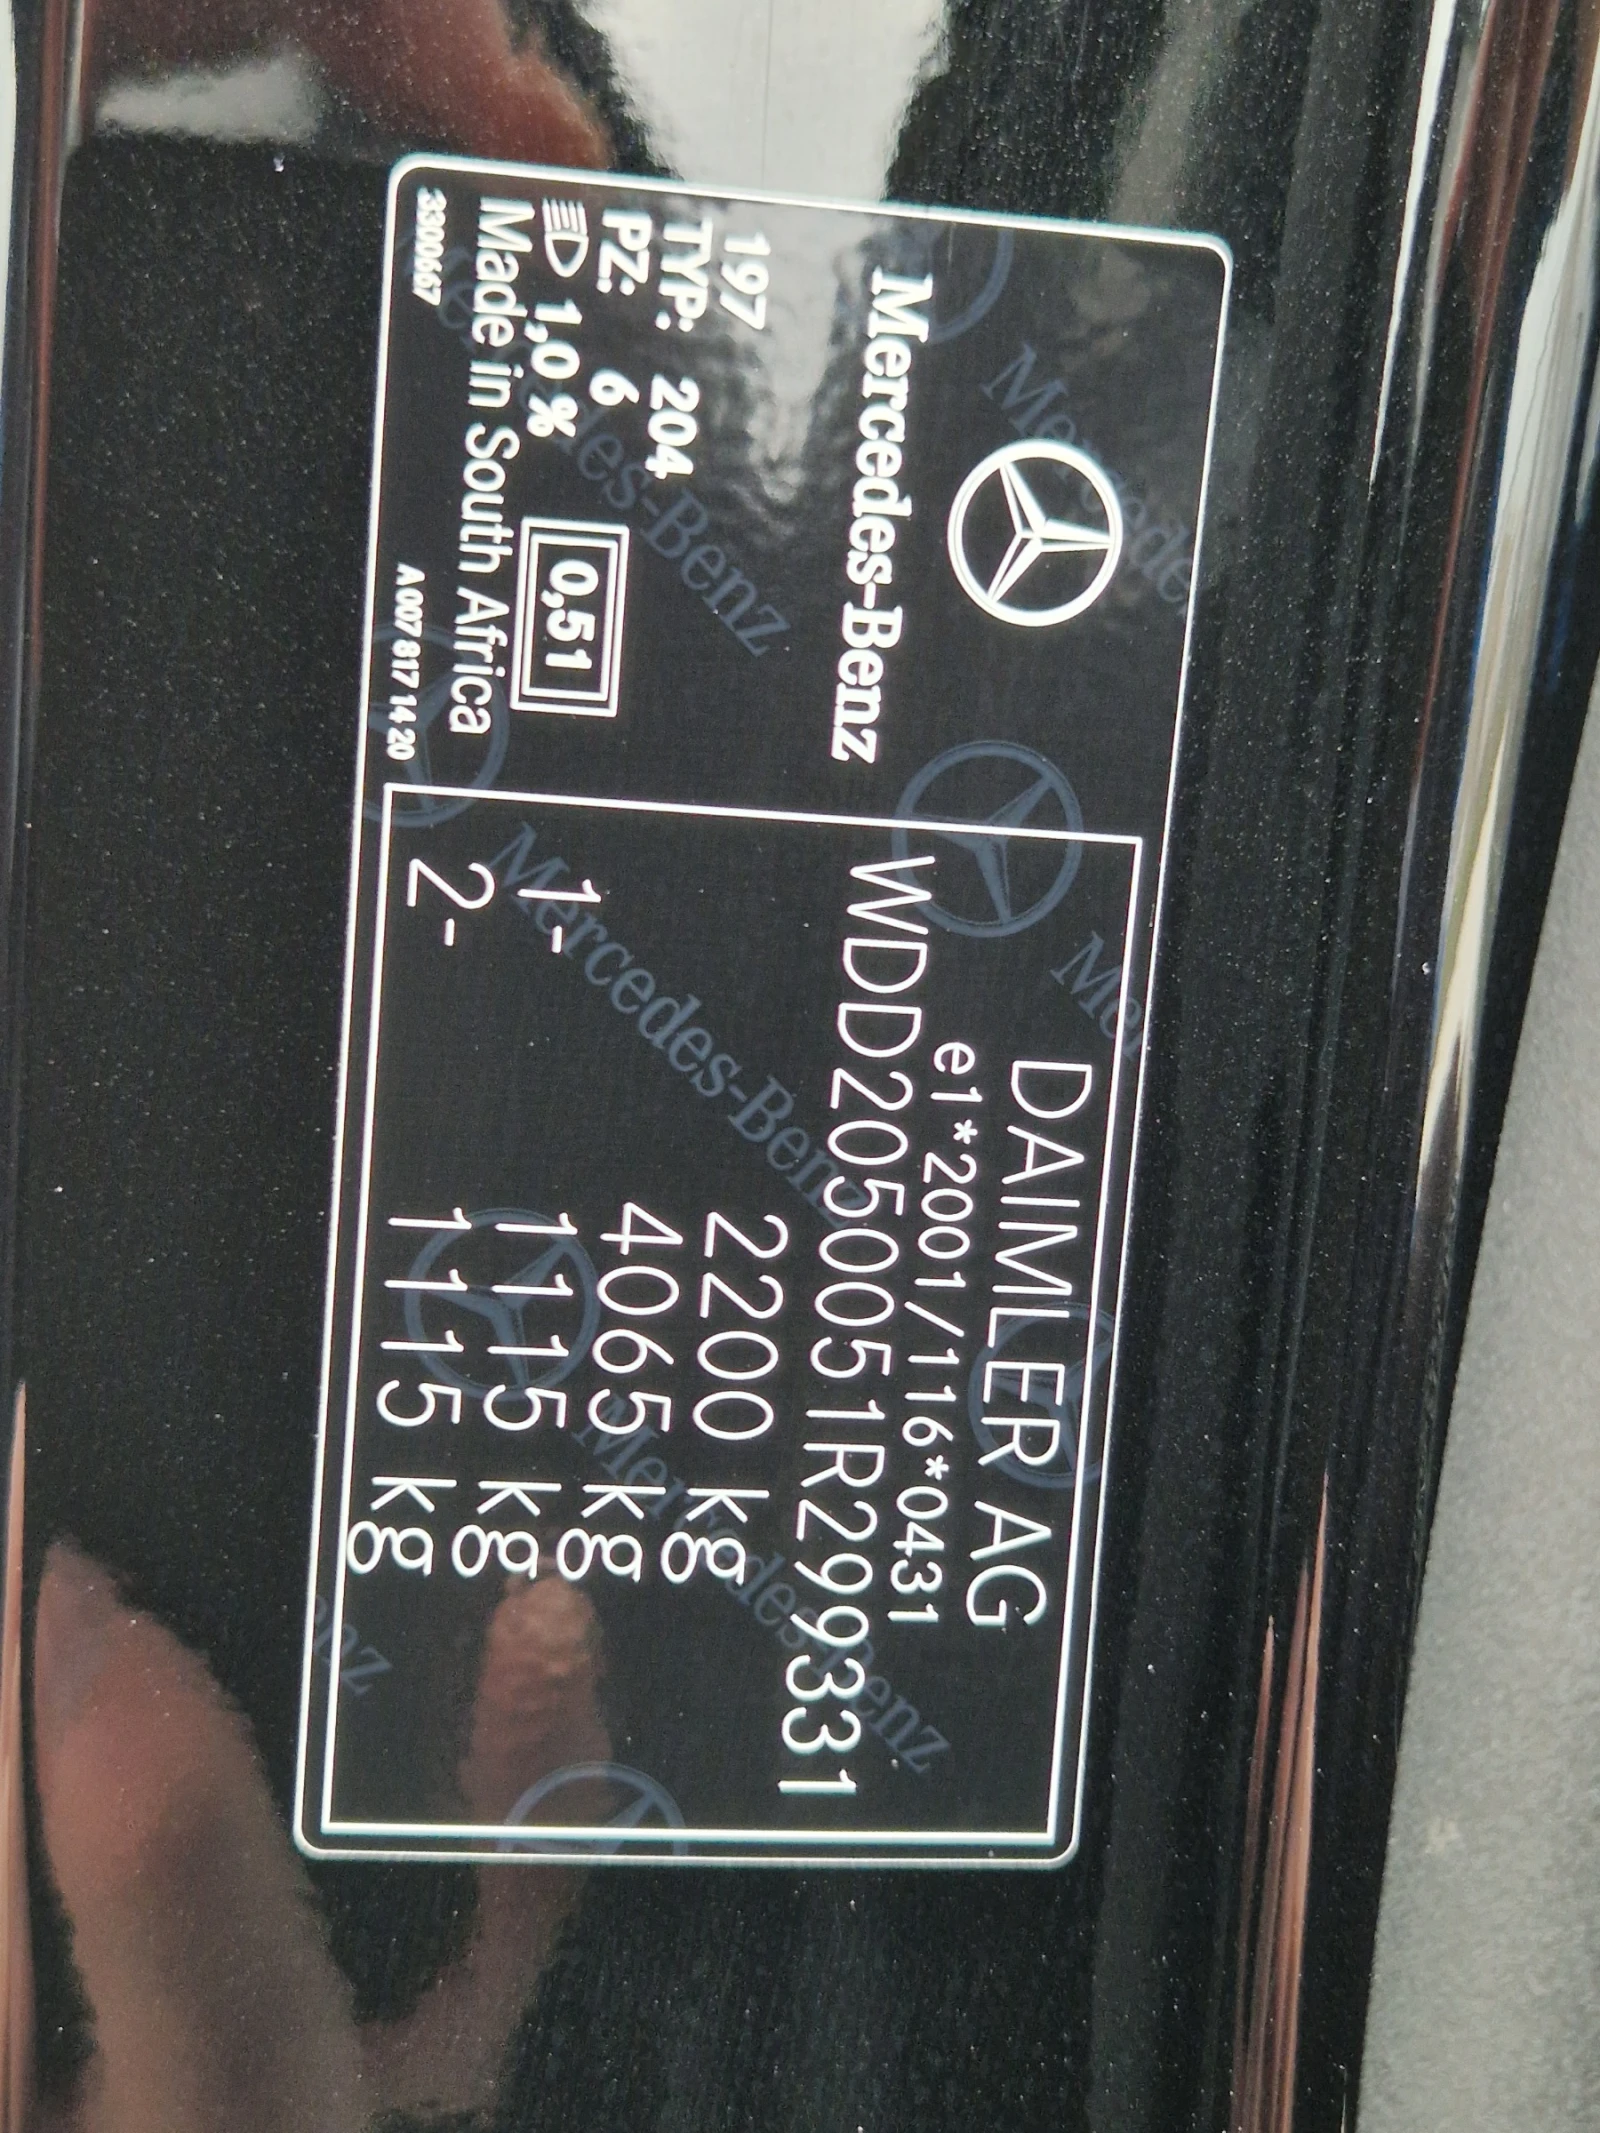 Mercedes-Benz
197
TYP: 204
PZ: 6
1,0 %
0,51
Made in South Africa
3300667
A 007 817 14 20
DAIMLER AG
e1*2001/116*0431
WDD2050051R299331
2200 kg
4065 kg
1- 1115 kg
2- 1115 kg